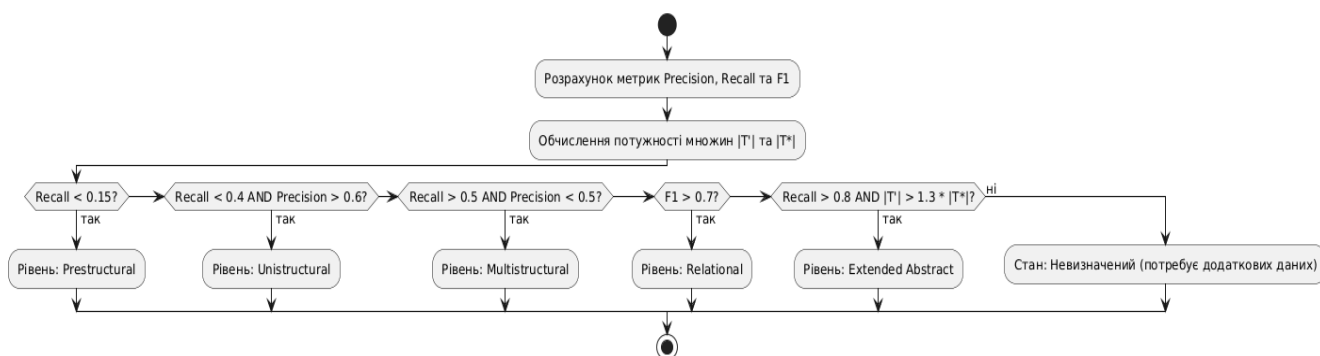 Розрахунок метрик Precision, Recall та F1
Обчислення потужності множин |T'| та |T*|
Recall < 0.15?
Recall < 0.4 AND Precision > 0.6?
Recall > 0.5 AND Precision < 0.5?
F1 > 0.7?
Recall > 0.8 AND |T'| > 1.3 * |T*|?
ні
так
так
так
так
так
Рівень: Prestructural
Рівень: Unistructural
Рівень: Multistructural
Рівень: Relational
Рівень: Extended Abstract
Стан: Невизначений (потребує додаткових даних)